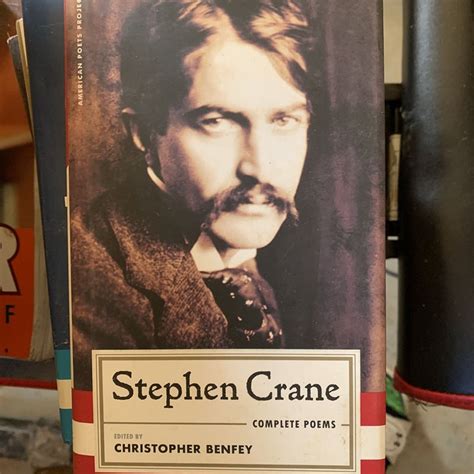 AMERICAN POETS PROJECT
Stephen Crane
COMPLETE POEMS
EDITED BY
CHRISTOPHER BENFEY
R
F